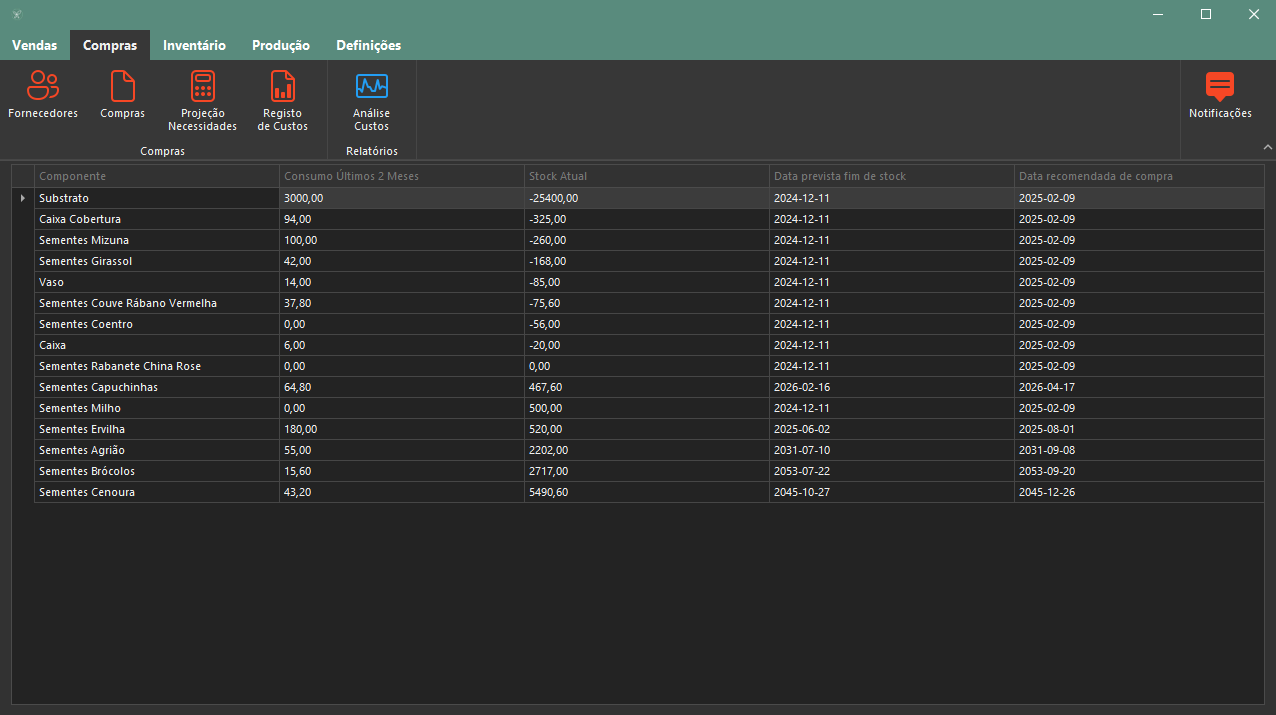 Vendas Compras Inventário Produção Definições
Fornecedores
Compras
Projeção
Necessidades
Registo
de Custos
Análise
Custos
Notificações
Compras Relatórios
Componente Consumo Últimos 2 Meses Stock Atual Data prevista fim de stock Data recomendada de compra
Substrato 3000,00 -25400,00 2024-12-11 2025-02-09
Caixa Cobertura 94,00 -325,00 2024-12-11 2025-02-09
Sementes Mizuna 100,00 -260,00 2024-12-11 2025-02-09
Sementes Girassol 42,00 -168,00 2024-12-11 2025-02-09
Vaso 14,00 -85,00 2024-12-11 2025-02-09
Sementes Couve Rábano Vermelha 37,80 -75,60 2024-12-11 2025-02-09
Sementes Coentro 0,00 -56,00 2024-12-11 2025-02-09
Caixa 6,00 -20,00 2024-12-11 2025-02-09
Sementes Rabanete China Rose 0,00 0,00 2024-12-11 2025-02-09
Sementes Capuchinhas 64,80 467,60 2026-02-16 2026-04-17
Sementes Milho 0,00 500,00 2024-12-11 2025-02-09
Sementes Ervilha 180,00 520,00 2025-06-02 2025-08-01
Sementes Agrião 55,00 2202,00 2031-07-10 2031-09-08
Sementes Brócolos 15,60 2717,00 2053-07-22 2053-09-20
Sementes Cenoura 43,20 5490,60 2045-10-27 2045-12-26